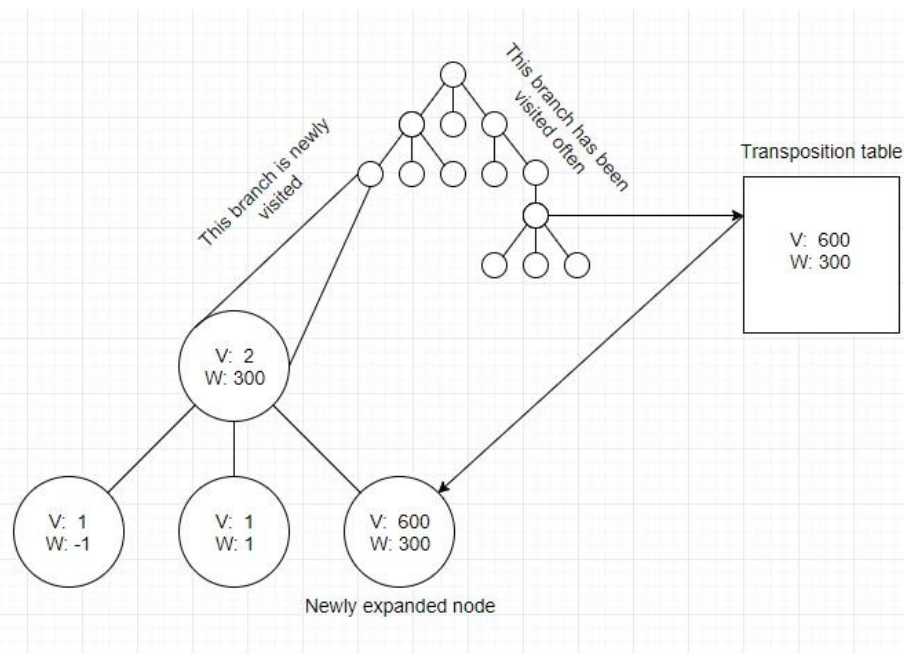 This branch has been
visited often
This branch is newly
visited
Transposition table
V: 600
W: 300
V: 2
W: 300
V: 1
W: -1
V: 1
W: 1
V: 600
W: 300
Newly expanded node